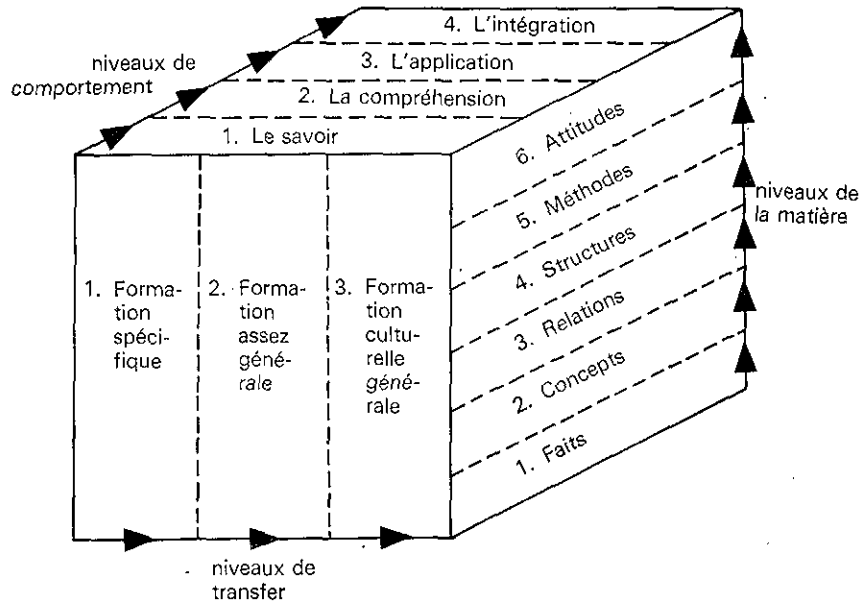 4. L'intégration
niveaux de
comportement
3. L'application
2. La compréhension
1. Le savoir
6. Attitudes
5. Méthodes
niveaux de
la matière
4. Structures
3. Relations
2. Concepts
1. Faits
1. Forma-
tion
spéci-
fique
2. Forma-
tion
assez
géné-
rale
3. Forma-
tion
cultu-
relle
géné-
rale
niveaux de
transfer